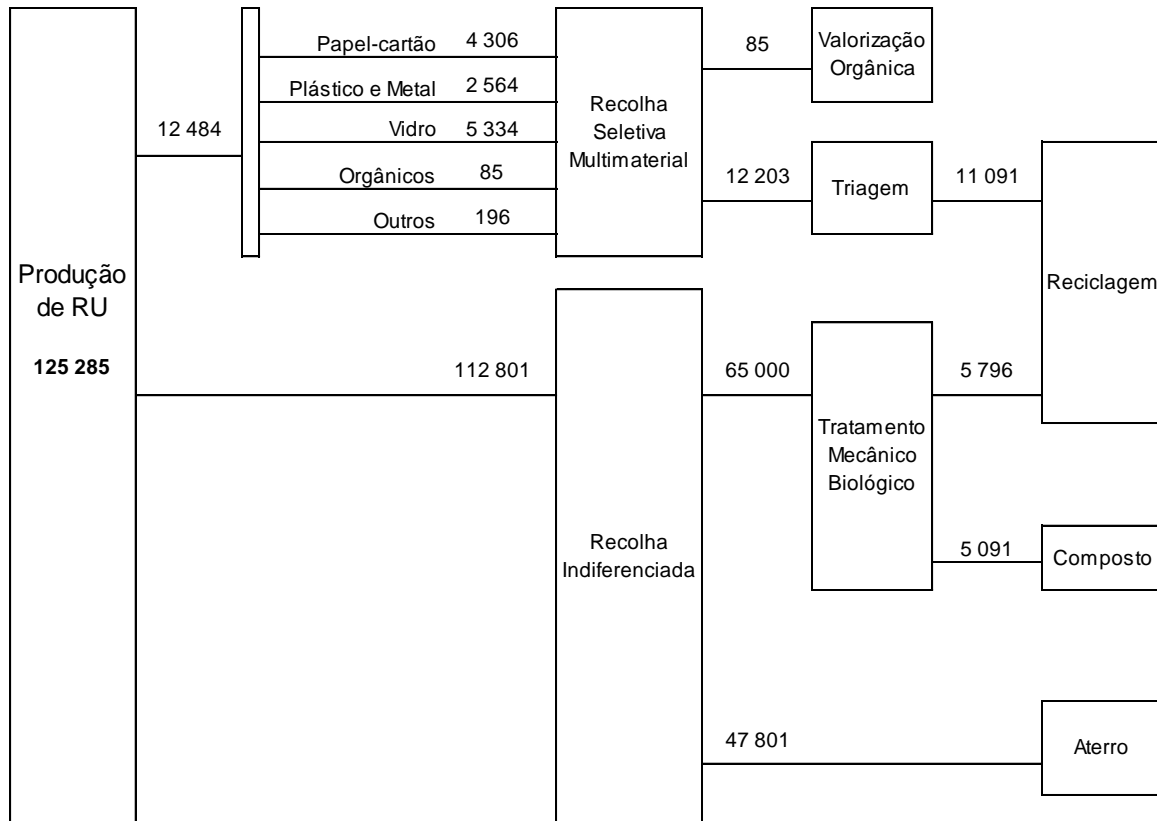 Produção
de RU
125 285
12 484
Papel-cartão 4 306
Plástico e Metal 2 564
Vidro 5 334
Orgânicos 85
Outros 196
Recolha
Seletiva
Multimaterial
85
Valorização
Orgânica
12 203
Triagem
11 091
Reciclagem
112 801
Recolha
Indiferenciada
65 000
Tratamento
Mecânico
Biológico
5 796
5 091
Composto
47 801
Aterro